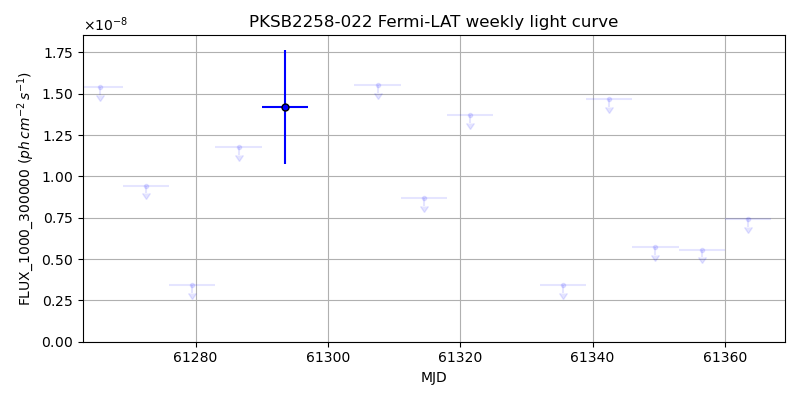 PKSB2258-022 Fermi-LAT weekly light curve
×10⁻⁸
1.75
1.50
1.25
1.00
0.75
0.50
0.25
0.00
FLUX_1000_300000 (ph cm⁻² s⁻¹)
61280 61300 61320 61340 61360
MJD